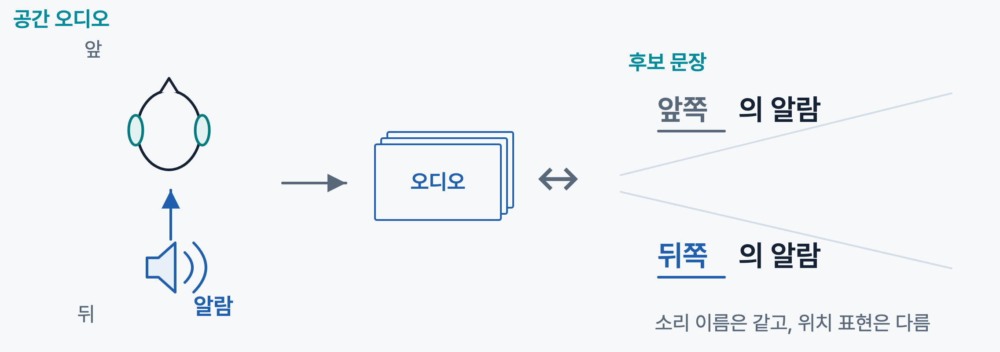 공간 오디오
앞
알람
뒤
오디오
후보 문장
앞쪽 의 알람
뒤쪽 의 알람
소리 이름은 같고, 위치 표현은 다름